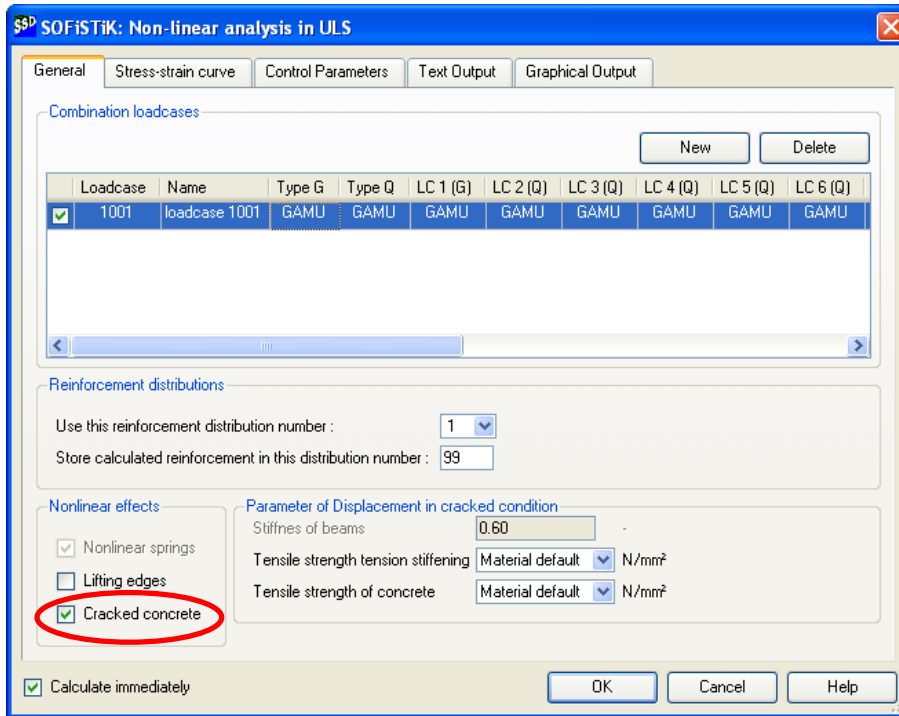 SSD SOFiSTiK: Non-linear analysis in ULS
General Stress-strain curve Control Parameters Text Output Graphical Output
Combination loadcases
New Delete
Loadcase Name Type G Type Q LC 1 (G) LC 2 (Q) LC 3 (Q) LC 4 (Q) LC 5 (Q) LC 6 (Q)
1001 loadcase 1001 GAMU GAMU GAMU GAMU GAMU GAMU GAMU GAMU
Reinforcement distributions
Use this reinforcement distribution number : 1
Store calculated reinforcement in this distribution number : 99
Nonlinear effects Parameter of Displacement in cracked condition
Stiffnes of beams 0.60 -
Nonlinear springs
Tensile strength tension stiffening Material default N/mm²
Lifting edges
Tensile strength of concrete Material default N/mm²
Cracked concrete
Calculate immediately OK Cancel Help